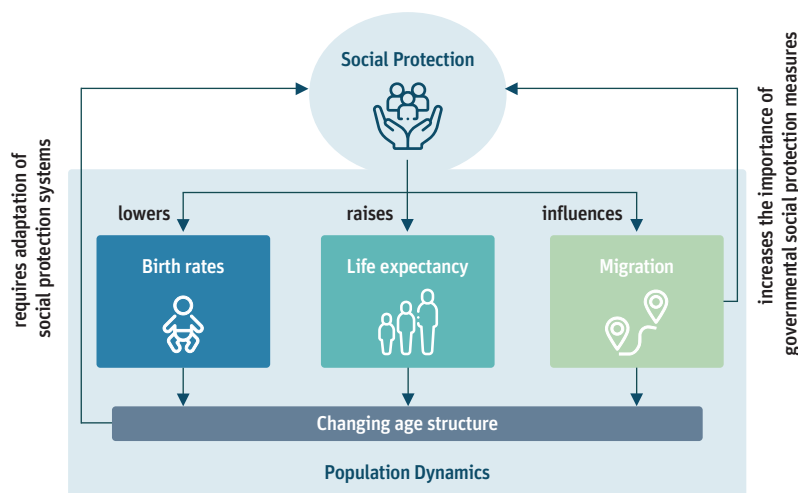 Social Protection
requires adaptation of
social protection systems
increases the importance of
governmental social protection measures
lowers
raises
influences
Birth rates
Life expectancy
Migration
Changing age structure
Population Dynamics